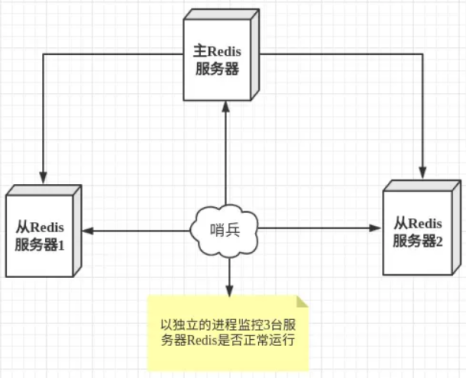 主Redis
服务器
从Redis
服务器1
哨兵
从Redis
服务器2
以独立的进程监控3台服
务器Redis是否正常运行